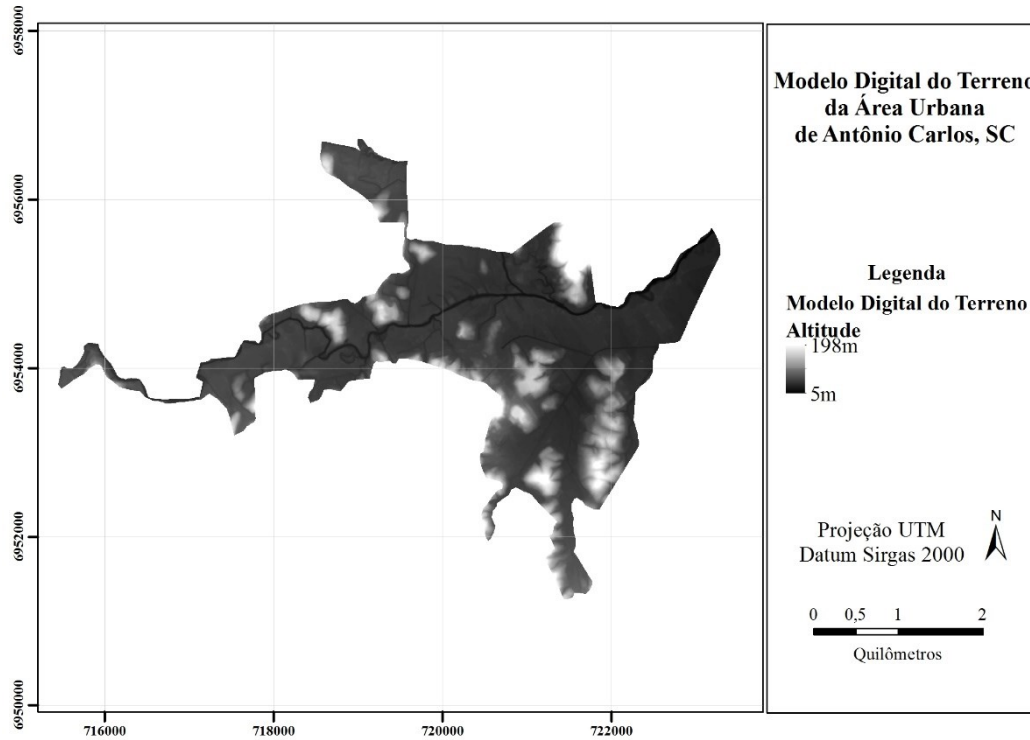 Modelo Digital do Terreno
da Área Urbana
de Antônio Carlos, SC
Legenda
Modelo Digital do Terreno
Altitude
198m
5m
Projeção UTM
Datum Sirgas 2000
N
0 0,5 1 2
Quilômetros
6958000
6956000
6954000
6952000
6950000
716000 718000 720000 722000